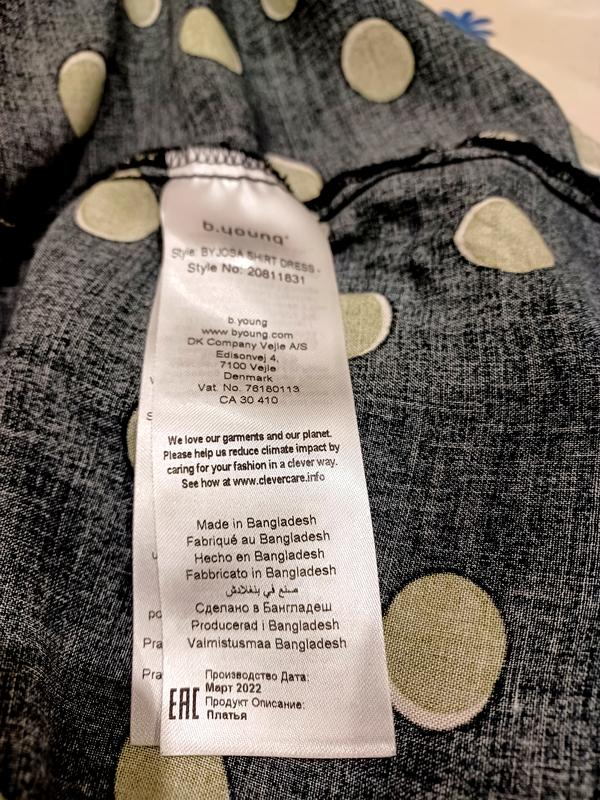 b.young
Style: BYJOSA SHIRT DRESS -
Style No: 20811831
b.young
www.byoung.com
DK Company Vejle A/S
Edisonvej 4,
7100 Vejle
Denmark
Vat. No. 76180113
CA 30 410
We love our garments and our planet.
Please help us reduce climate impact by
caring for your fashion in a clever way.
See how at www.clevercare.info
Made in Bangladesh
Fabriqué au Bangladesh
Hecho en Bangladesh
Fabbricato in Bangladesh
صنع في بنغلادش
Сделано в Бангладеш
Producerad i Bangladesh
Valmistusmaa Bangladesh
EAC
Производство Дата:
Март 2022
Продукт Описание:
Платья